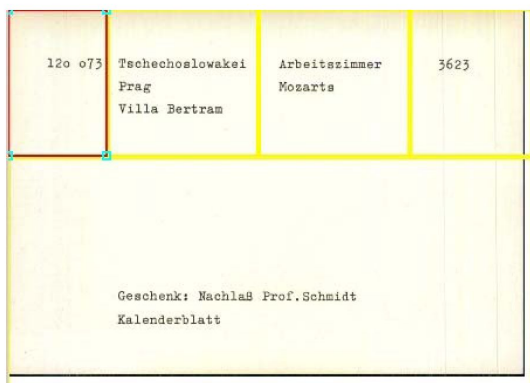 12o o73 Tschechoslowakei Arbeitszimmer 3623
Prag Mozarts
Villa Bertram
Geschenk: Nachlaß Prof.Schmidt
Kalenderblatt